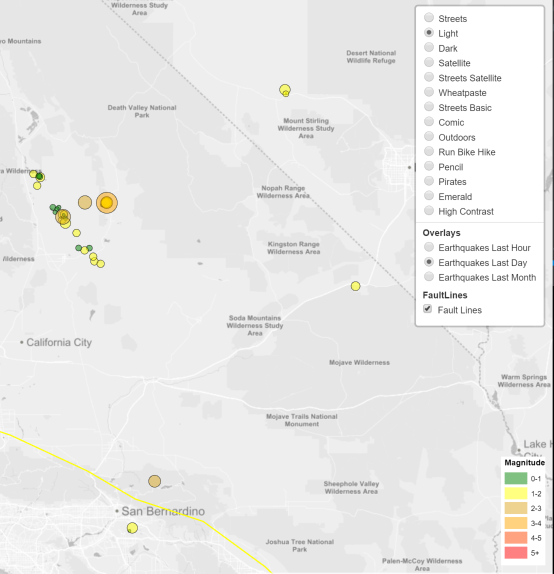 Wilderness Study
Area
vo Mountains
Desert National
Wildlife Refuge
Death Valley National
Park
Mount Stirling
Wilderness Study
Area
a Wilderness
Nopah Range
Wilderness Area
d
Kingston Range
Wilderness Area
/ilderness
Soda Mountains
Wilderness Study
Area
California City
Mojave Wilderness
Warm Springs
Wilderness Area
Mojave Trails National
Monument
Lake H
City
Sheephole Valley
Wilderness Area
San Bernardino
Joshua Tree National
Park
Palen-McCoy Wilderness
Area
Streets
Light
Dark
Satellite
Streets Satellite
Wheatpaste
Streets Basic
Comic
Outdoors
Run Bike Hike
Pencil
Pirates
Emerald
High Contrast
Overlays
Earthquakes Last Hour
Earthquakes Last Day
Earthquakes Last Month
FaultLines
Fault Lines
Magnitude
0-1
1-2
2-3
3-4
4-5
5+